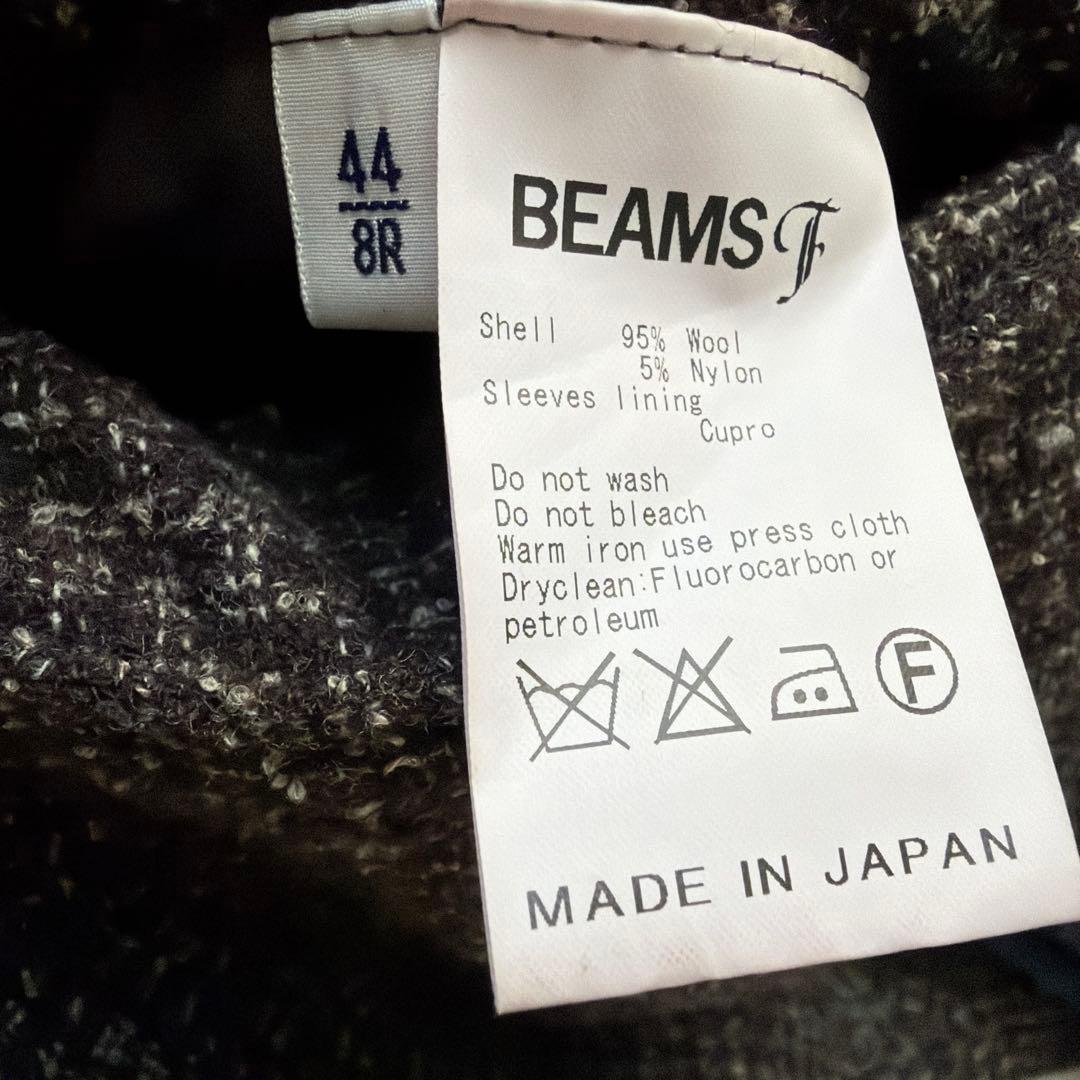 44
8R
BEAMS F
Shell 95% Wool
5% Nylon
Sleeves lining
Cupro
Do not wash
Do not bleach
Warm iron use press cloth
Dryclean:Fluorocarbon or
petroleum
F
MADE IN JAPAN